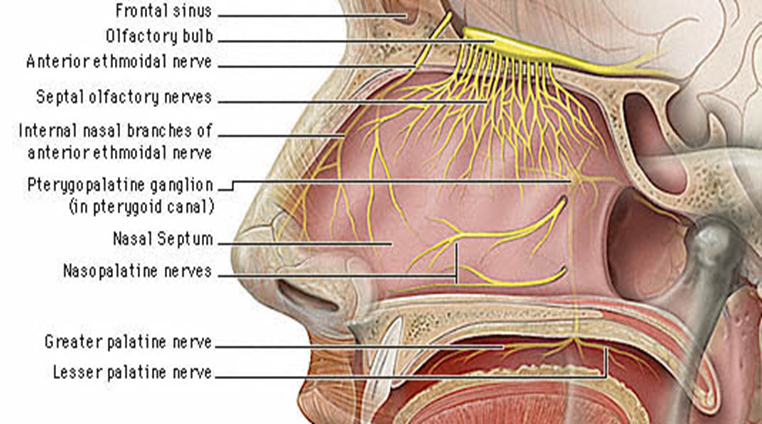 Frontal sinus
Olfactory bulb
Anterior ethmoidal nerve
Septal olfactory nerves
Internal nasal branches of
anterior ethmoidal nerve
Pterygopalatine ganglion
(in pterygoid canal)
Nasal Septum
Nasopalatine nerves
Greater palatine nerve
Lesser palatine nerve